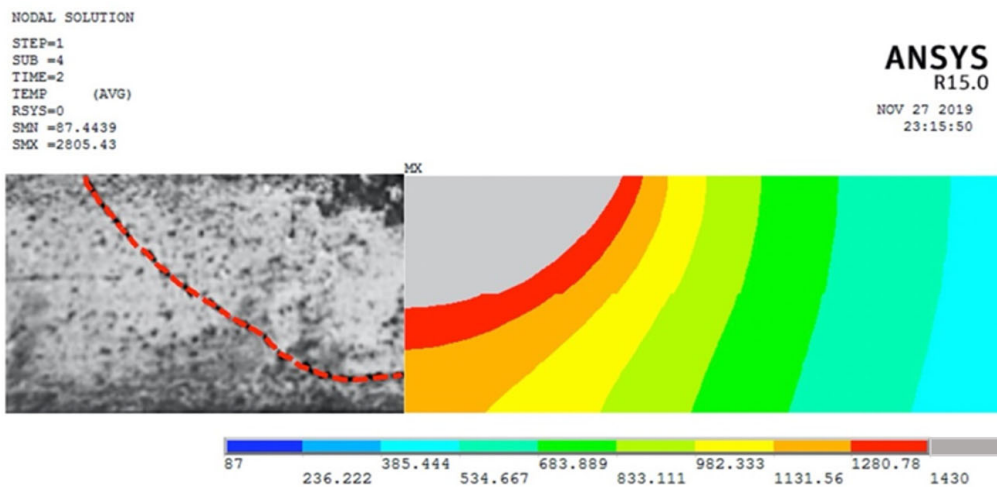 NODAL SOLUTION
STEP=1
SUB =4
TIME=2
TEMP (AVG)
RSYS=0
SMN =87.4439
SMX =2805.43
ANSYS
R15.0
NOV 27 2019
23:15:50
MX
87 385.444 683.889 982.333 1280.78
236.222 534.667 833.111 1131.56 1430